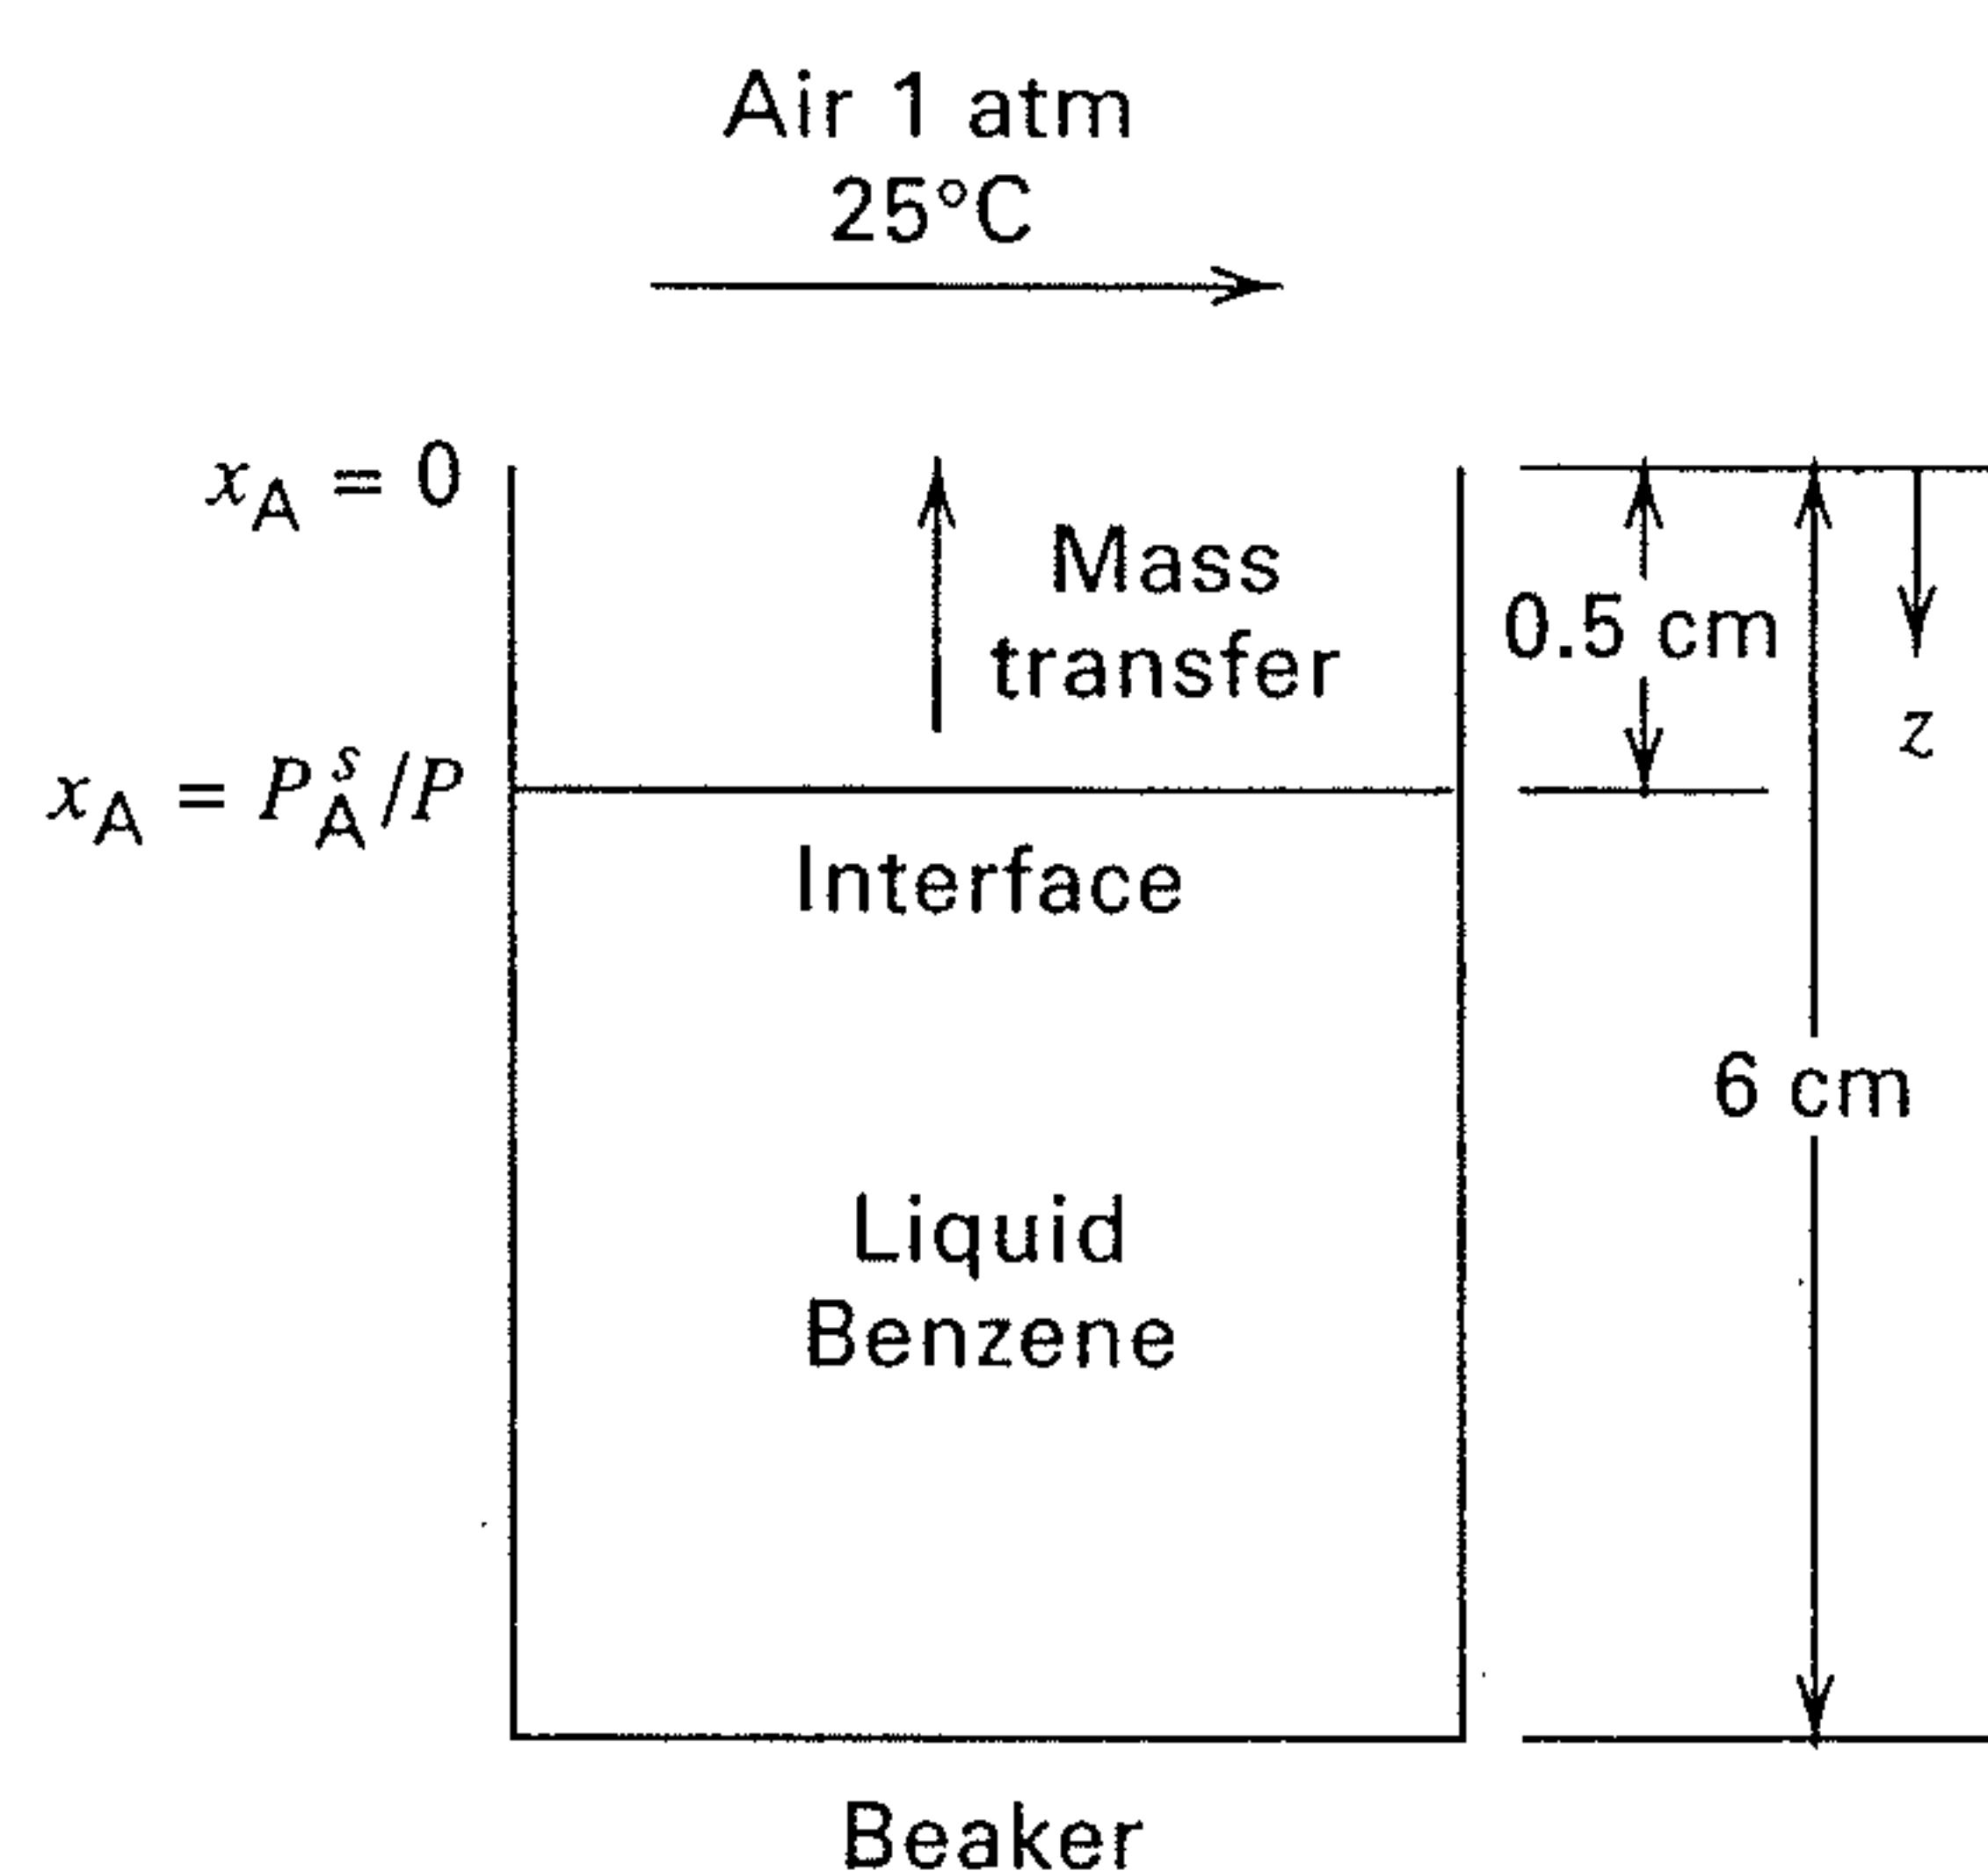 Air 1 atm
25°C
x_A = 0
Mass
transfer
0.5 cm
z
x_A = P_A^s/P
Interface
6 cm
Liquid
Benzene
Beaker